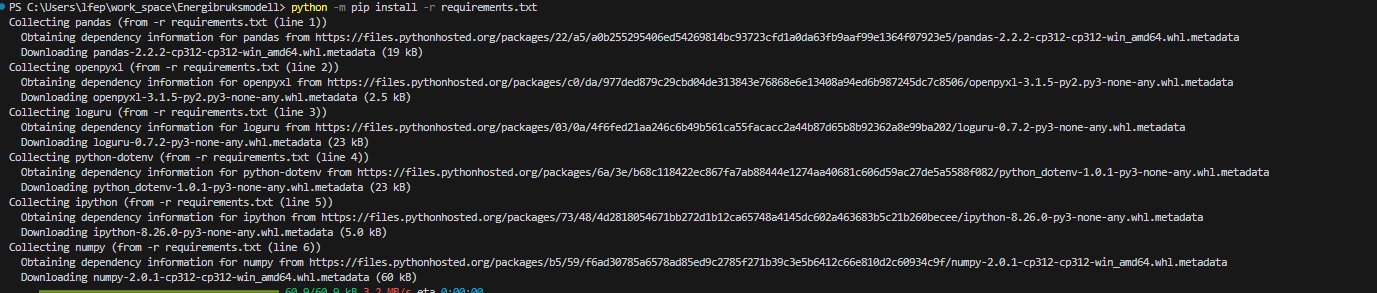 PS C:\Users\lfep\work_space\Energibruksmodell> python -m pip install -r requirements.txt
Collecting pandas (from -r requirements.txt (line 1))
Obtaining dependency information for pandas from https://files.pythonhosted.org/packages/22/a5/a0b255295406ed54269814bc93723cfd1a0da63fb9aaf99e1364f07923e5/pandas-2.2.2-cp312-cp312-win_amd64.whl.metadata
Downloading pandas-2.2.2-cp312-cp312-win_amd64.whl.metadata (19 kB)
Collecting openpyxl (from -r requirements.txt (line 2))
Obtaining dependency information for openpyxl from https://files.pythonhosted.org/packages/c0/da/977ded879c29cbd04de313843e76868e6e13408a94ed6b987245dc7c8506/openpyxl-3.1.5-py2.py3-none-any.whl.metadata
Downloading openpyxl-3.1.5-py2.py3-none-any.whl.metadata (2.5 kB)
Collecting loguru (from -r requirements.txt (line 3))
Obtaining dependency information for loguru from https://files.pythonhosted.org/packages/03/0a/4f6fed21aa246c6b49b561ca55facacc2a44b87d65b8b92362a8e99ba202/loguru-0.7.2-py3-none-any.whl.metadata
Downloading loguru-0.7.2-py3-none-any.whl.metadata (23 kB)
Collecting python-dotenv (from -r requirements.txt (line 4))
Obtaining dependency information for python-dotenv from https://files.pythonhosted.org/packages/6a/3e/b68c118422ec867fa7ab88444e1274aa40681c606d59ac27de5a5588f082/python_dotenv-1.0.1-py3-none-any.whl.metadata
Downloading python_dotenv-1.0.1-py3-none-any.whl.metadata (23 kB)
Collecting ipython (from -r requirements.txt (line 5))
Obtaining dependency information for ipython from https://files.pythonhosted.org/packages/73/48/4d2818054671bb272d1b12ca65748a4145dc602a463683b5c21b260becee/ipython-8.26.0-py3-none-any.whl.metadata
Downloading ipython-8.26.0-py3-none-any.whl.metadata (5.0 kB)
Collecting numpy (from -r requirements.txt (line 6))
Obtaining dependency information for numpy from https://files.pythonhosted.org/packages/b5/59/f6ad30785a6578ad85ed9c2785f271b39c3e5b6412c66e810d2c60934c9f/numpy-2.0.1-cp312-cp312-win_amd64.whl.metadata
Downloading numpy-2.0.1-cp312-cp312-win_amd64.whl.metadata (60 kB)
60.9/60.9 kB 3.2 MB/s eta 0:00:00